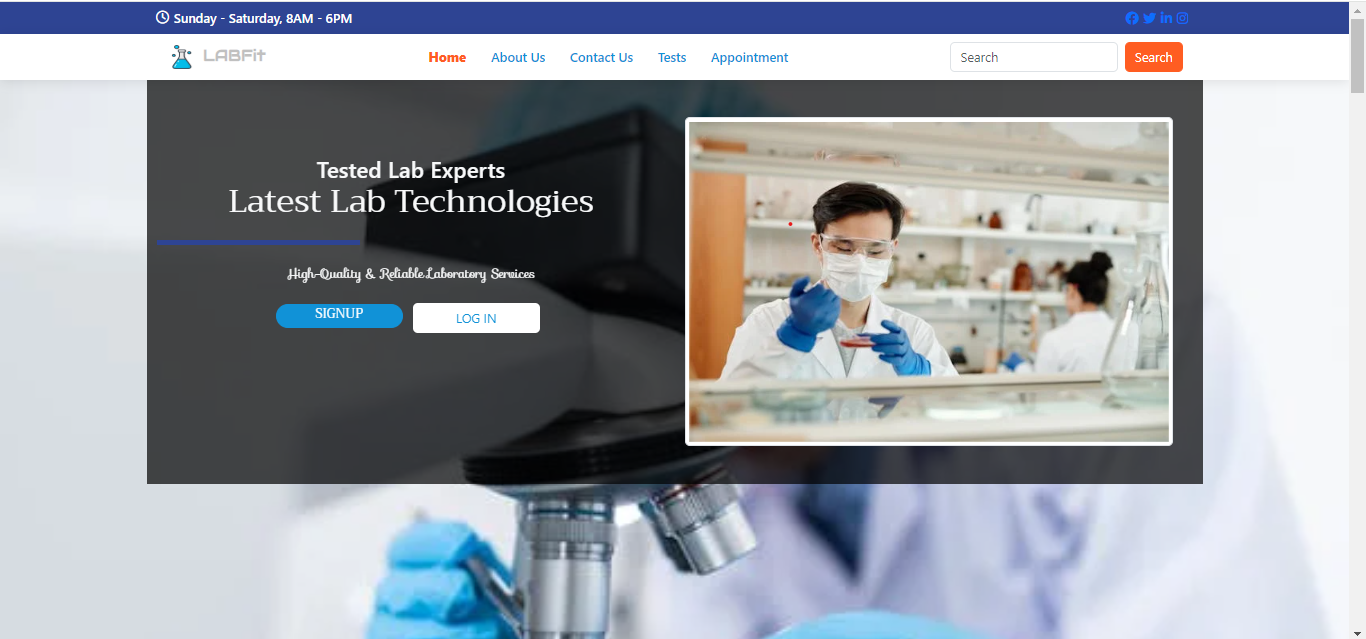 Sunday - Saturday, 8AM - 6PM
LABFit
Home About Us Contact Us Tests Appointment
Search Search
Tested Lab Experts
Latest Lab Technologies
High-Quality & Reliable Laboratory Services
SIGNUP LOG IN